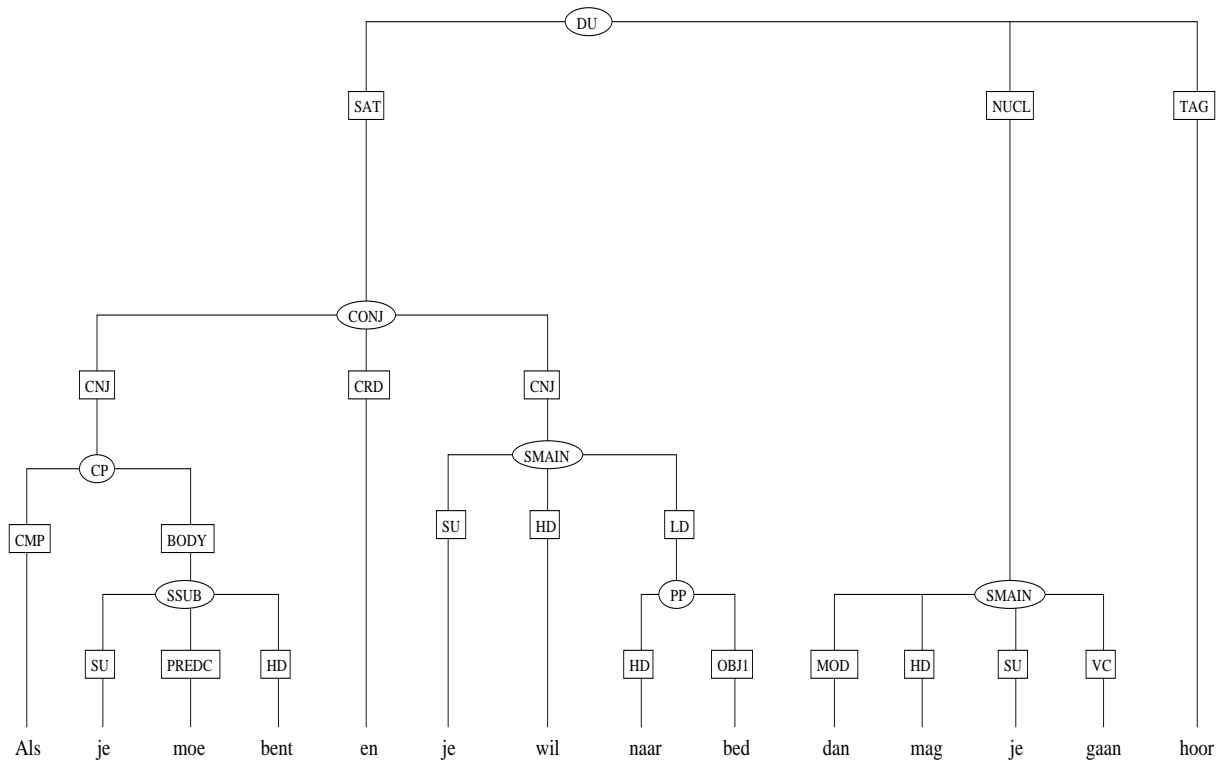 DU
SAT NUCL TAG
CONJ
CNJ CRD CNJ
SMAIN
CP
SU HD LD
CMP BODY
SSUB PP SMAIN
SU PREDC HD HD OBJ1 MOD HD SU VC
Als je moe bent en je wil naar bed dan mag je gaan hoor